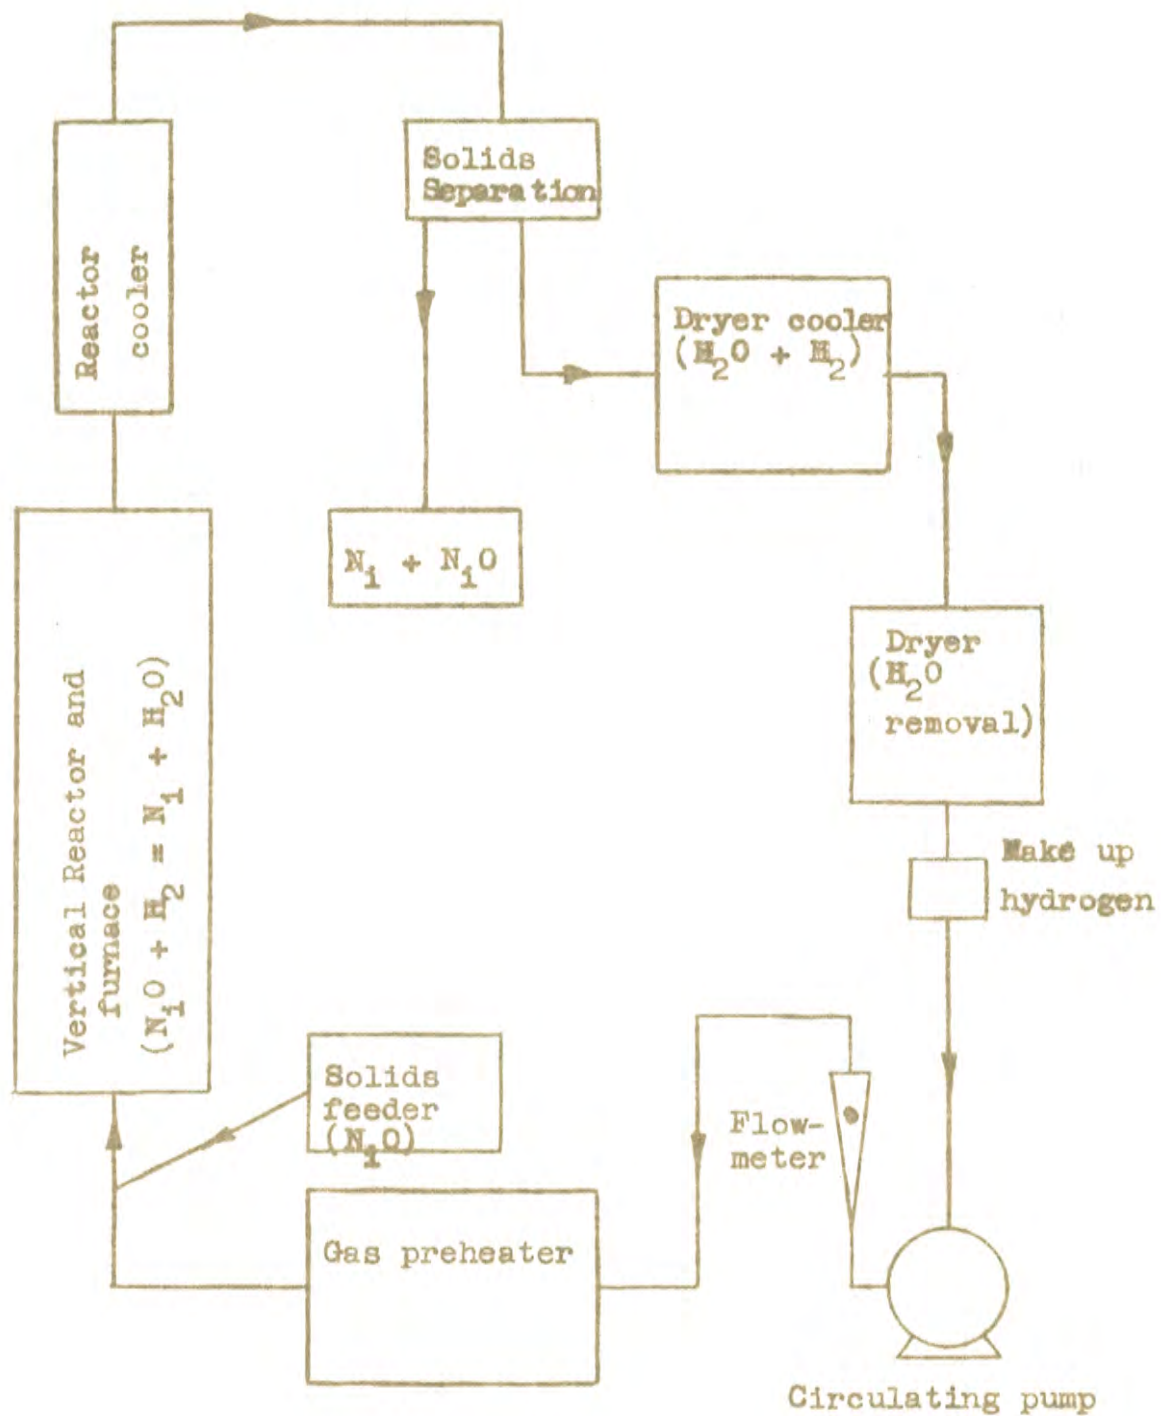 Reactor
cooler
Solids
Separation
Dryer cooler
(H₂O + H₂)
Nᵢ + NᵢO
Dryer
(H₂O
removal)
Make up
hydrogen
Vertical Reactor and
furnace
(NᵢO + H₂ = Nᵢ + H₂O)
Solids
feeder
(NᵢO)
Flow-
meter
Gas preheater
Circulating pump